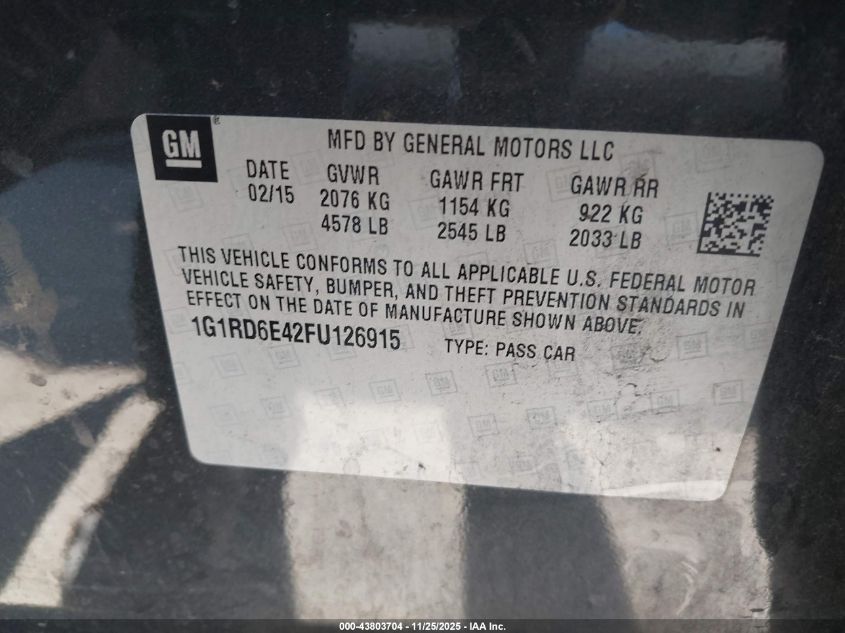 GM
MFD BY GENERAL MOTORS LLC
DATE GVWR GAWR FRT GAWR RR
02/15 2076 KG 1154 KG 922 KG
4578 LB 2545 LB 2033 LB
THIS VEHICLE CONFORMS TO ALL APPLICABLE U.S. FEDERAL MOTOR
VEHICLE SAFETY, BUMPER, AND THEFT PREVENTION STANDARDS IN
EFFECT ON THE DATE OF MANUFACTURE SHOWN ABOVE.
1G1RD6E42FU126915 TYPE: PASS CAR
000-43803704 - 11/25/2025 - IAA Inc.